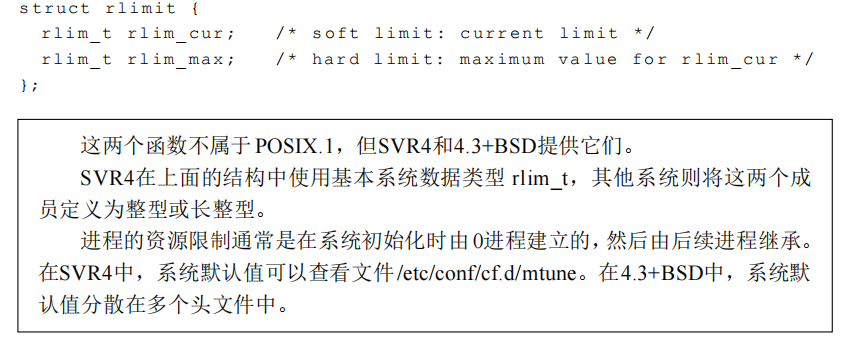 struct rlimit {
rlim_t rlim_cur; /* soft limit: current limit */
rlim_t rlim_max; /* hard limit: maximum value for rlim_cur */
};
这两个函数不属于 POSIX.1，但SVR4和4.3+BSD提供它们。
SVR4在上面的结构中使用基本系统数据类型 rlim_t，其他系统则将这两个成
员定义为整型或长整型。
进程的资源限制通常是在系统初始化时由 0进程建立的，然后由后续进程继承。
在SVR4中，系统默认值可以查看文件/etc/conf/cf.d/mtune。在4.3+BSD中，系统默
认值分散在多个头文件中。